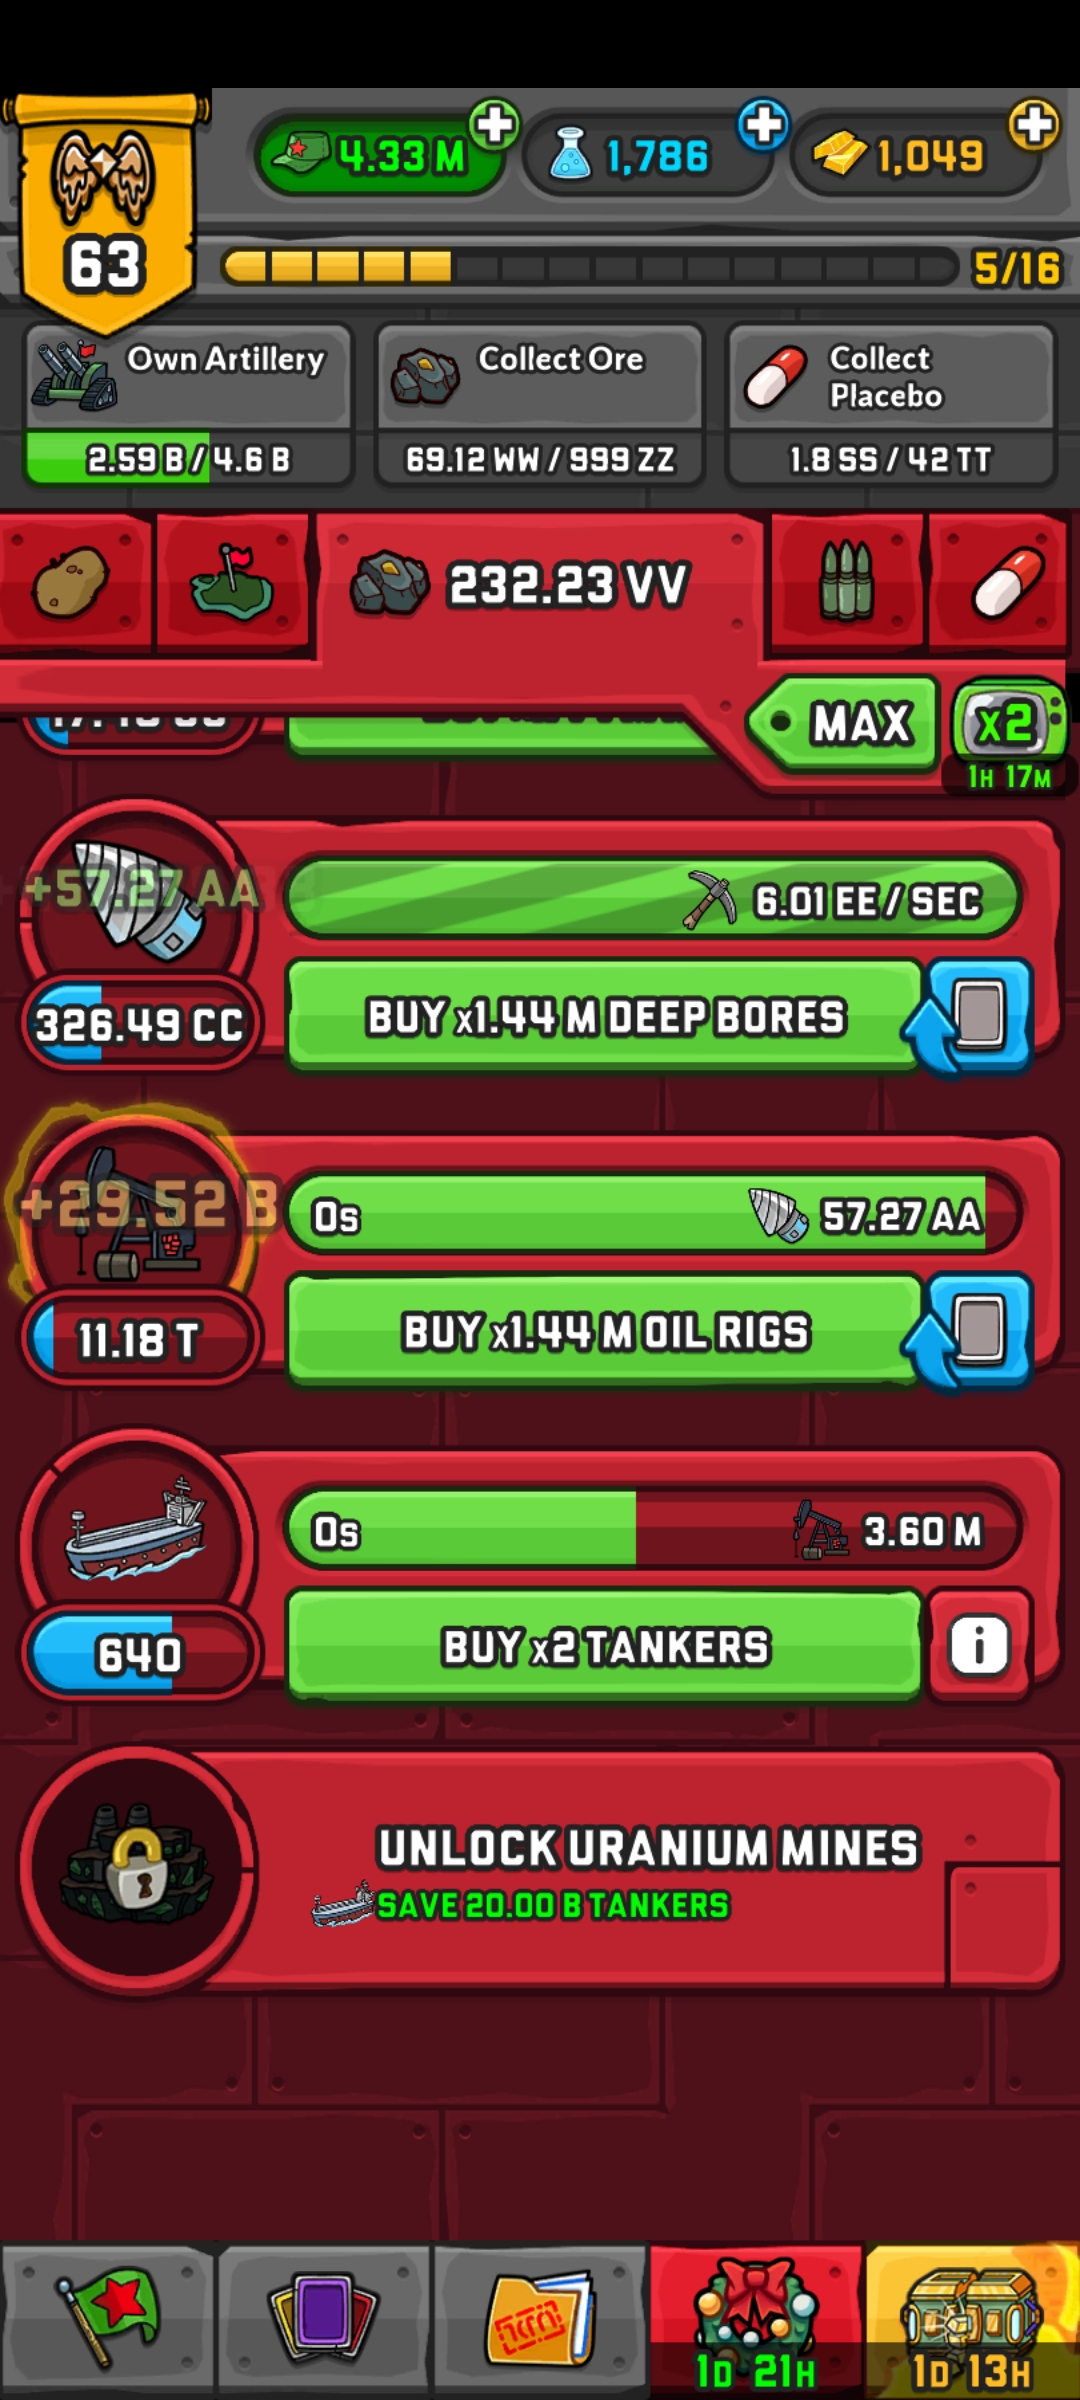 4.33 M
1,786
1,049
63
5/16
Own Artillery
2.59 B / 4.6 B
Collect Ore
69.12 WW / 999 ZZ
Collect
Placebo
1.8 SS / 42 TT
232.23 VV
MAX
x2
1H 17M
+57.27 AA
6.01 EE / SEC
326.49 CC
BUY x1.44 M DEEP BORES
+29.52 B
0s
57.27 AA
11.18 T
BUY x1.44 M OIL RIGS
0s
3.60 M
640
BUY x2 TANKERS
i
UNLOCK URANIUM MINES
SAVE 20.00 B TANKERS
1D 21H
1D 13H